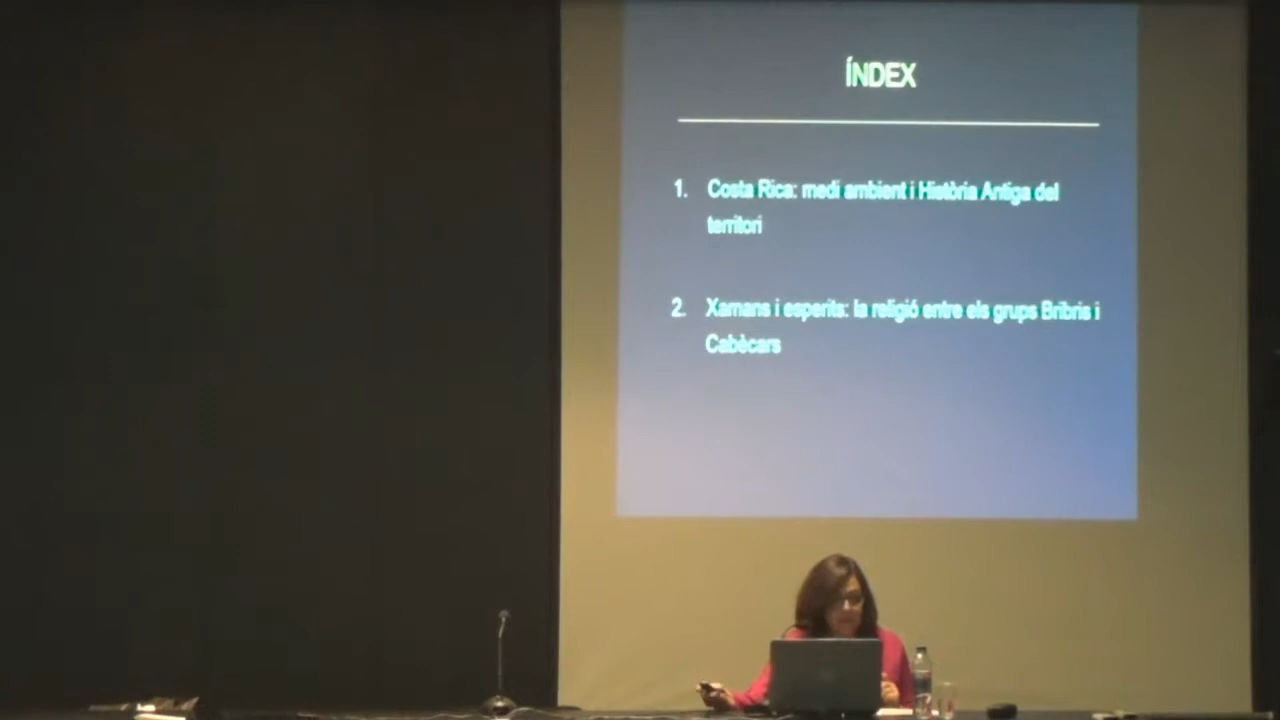 ÍNDEX
1. Costa Rica: medi ambient i Història Antiga del
territori
2. Xamans i esperits: la religió entre els grups Bribris i
Cabècars